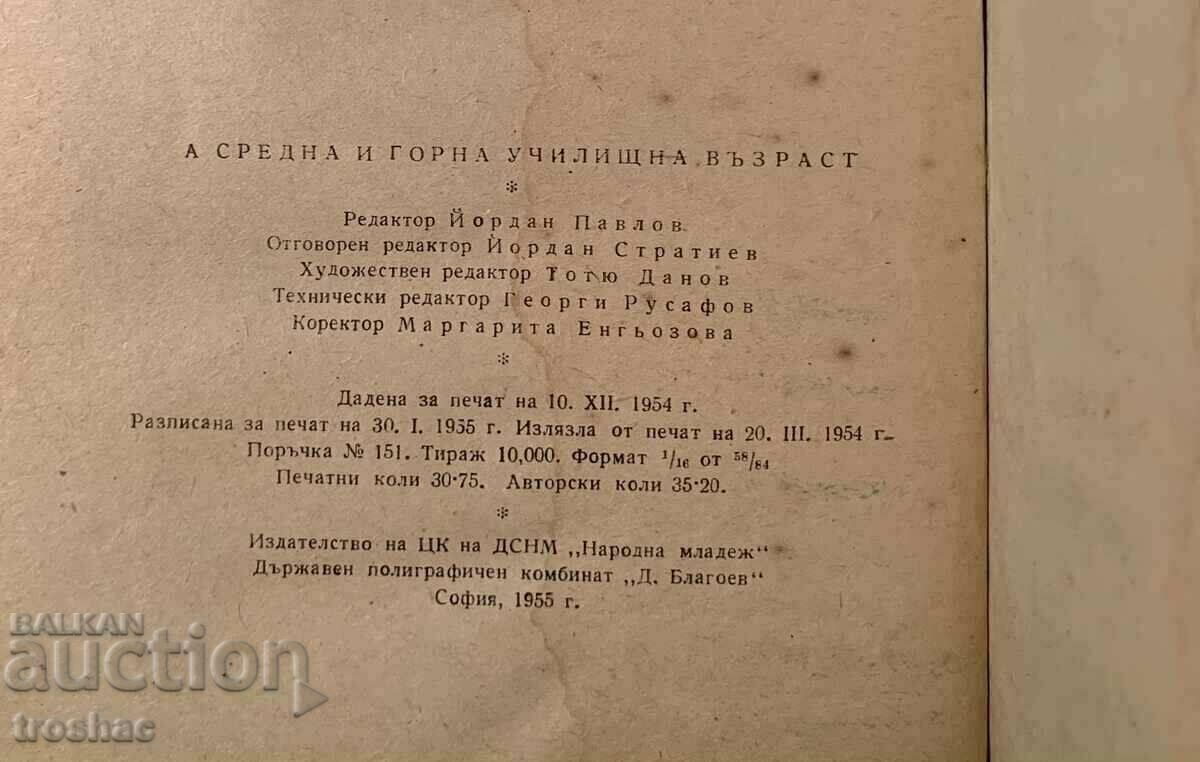 А СРЕДНА И ГОРНА УЧИЛИЩНА ВЪЗРАСТ
*
Редактор Йордан Павлов
Отговорен редактор Йордан Стратиев
Художествен редактор Тотю Данов
Технически редактор Георги Русафов
Коректор Маргарита Енгьозова
*
Дадена за печат на 10. XII. 1954 г.
Разписана за печат на 30. I. 1955 г. Излязла от печат на 20. III. 1954 г.
Поръчка № 151. Тираж 10,000. Формат 1/16 от 58/84
Печатни коли 30·75. Авторски коли 35·20.
*
Издателство на ЦК на ДСНМ „Народна младеж“
Държавен полиграфичен комбинат „Д. Благоев“
София, 1955 г.
BALKAN
auction
troshac